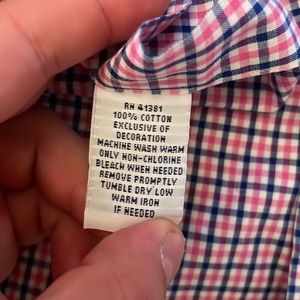 RN 41381
100% COTTON
EXCLUSIVE OF
DECORATION
MACHINE WASH WARM
ONLY NON-CHLORINE
BLEACH WHEN NEEDED
REMOVE PROMPTLY
TUMBLE DRY LOW
WARM IRON
IF NEEDED